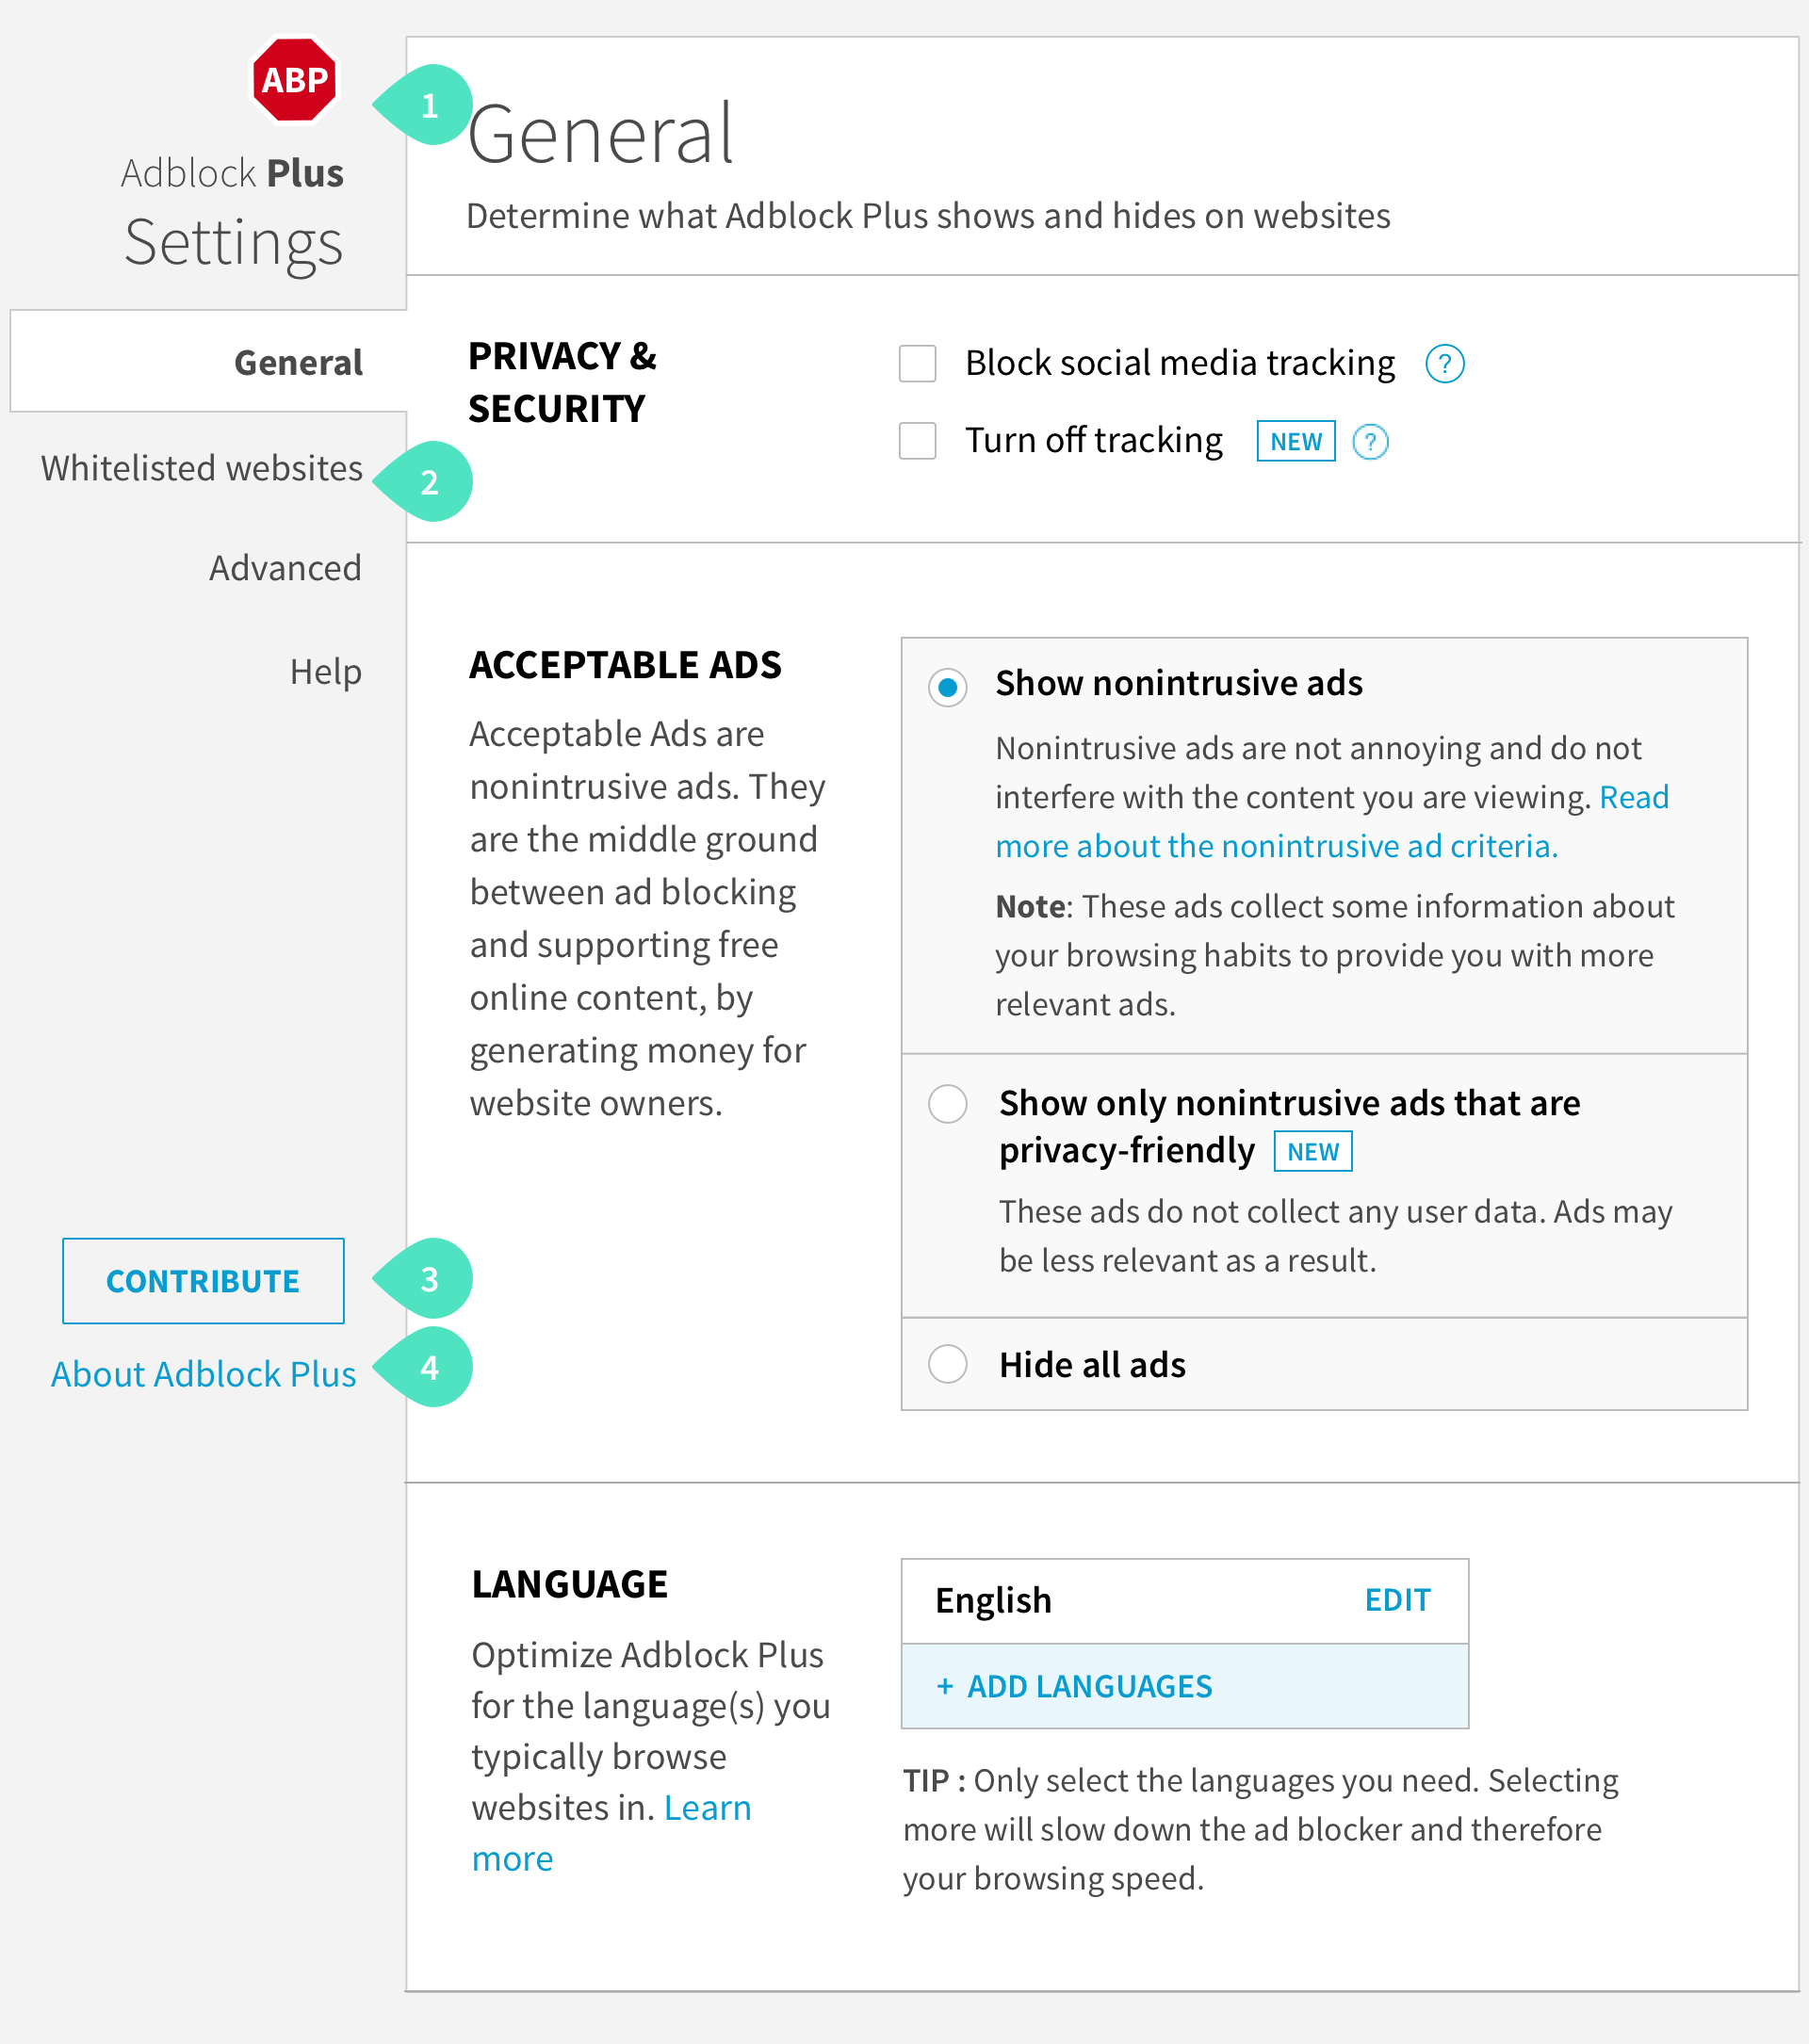 ABP
Adblock Plus
Settings
General
Whitelisted websites
Advanced
Help
CONTRIBUTE
About Adblock Plus
1
2
3
4
General
Determine what Adblock Plus shows and hides on websites
PRIVACY &
SECURITY
Block social media tracking ?
Turn off tracking NEW ?
ACCEPTABLE ADS
Acceptable Ads are
nonintrusive ads. They
are the middle ground
between ad blocking
and supporting free
online content, by
generating money for
website owners.
Show nonintrusive ads
Nonintrusive ads are not annoying and do not
interfere with the content you are viewing. Read
more about the nonintrusive ad criteria.
Note: These ads collect some information about
your browsing habits to provide you with more
relevant ads.
Show only nonintrusive ads that are
privacy-friendly NEW
These ads do not collect any user data. Ads may
be less relevant as a result.
Hide all ads
LANGUAGE
Optimize Adblock Plus
for the language(s) you
typically browse
websites in. Learn
more
English EDIT
+ ADD LANGUAGES
TIP : Only select the languages you need. Selecting
more will slow down the ad blocker and therefore
your browsing speed.